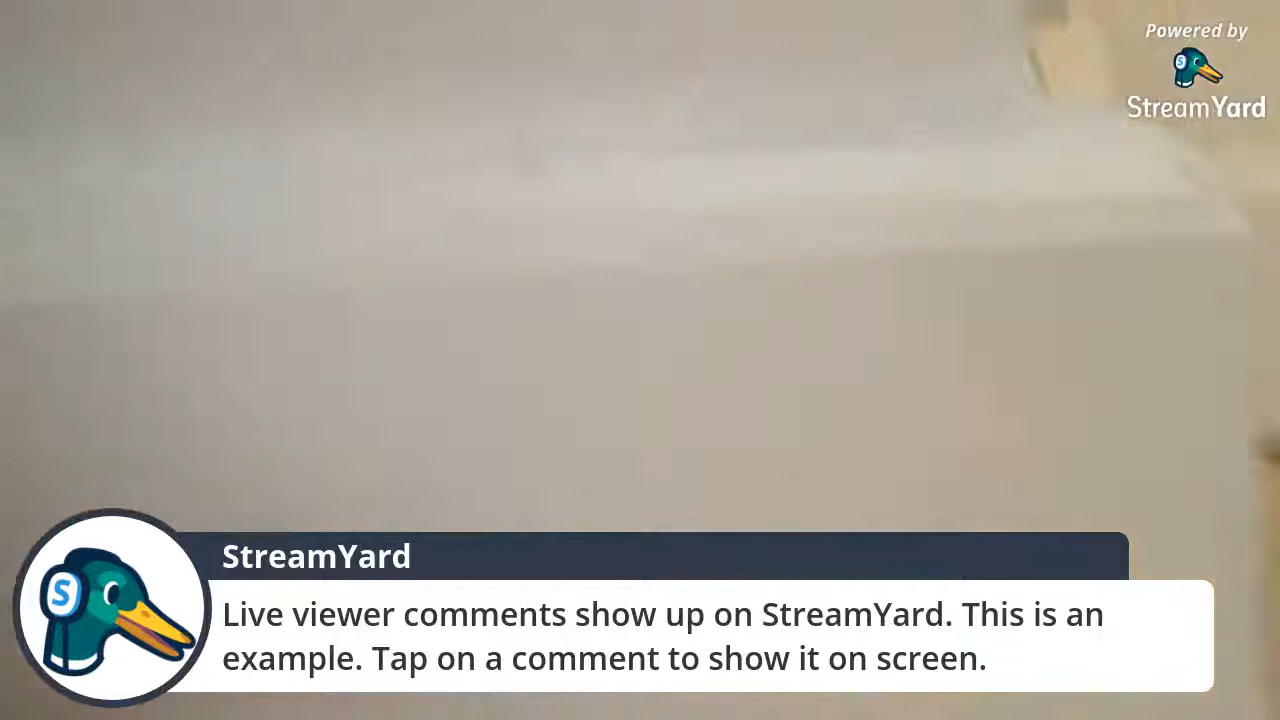 Powered by
S
StreamYard
S
StreamYard
Live viewer comments show up on StreamYard. This is an
example. Tap on a comment to show it on screen.